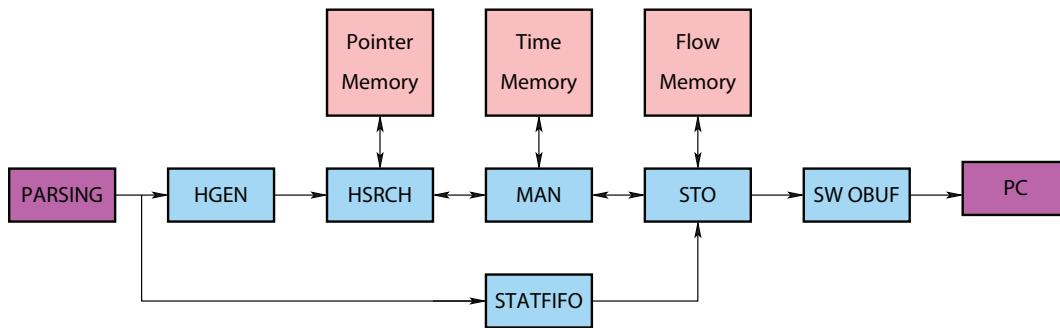 Pointer
Memory
Time
Memory
Flow
Memory
PARSING
HGEN
HSRCH
MAN
STO
SW OBUF
PC
STATFIFO